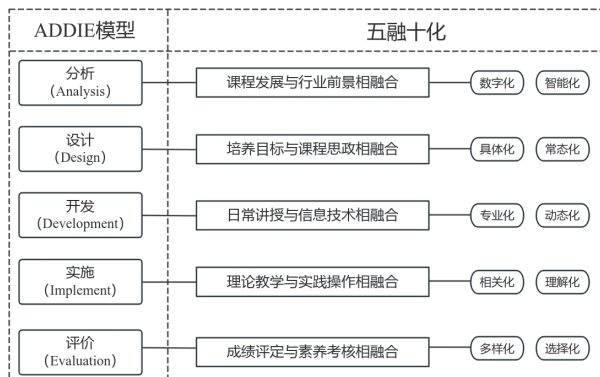 ADDIE模型
五融十化
分析
（Analysis）
课程发展与行业前景相融合
数字化
智能化
设计
（Design）
培养目标与课程思政相融合
具体化
常态化
开发
（Development）
日常讲授与信息技术相融合
专业化
动态化
实施
（Implement）
理论教学与实践操作相融合
相关化
理解化
评价
（Evaluation）
成绩评定与素养考核相融合
多样化
选择化